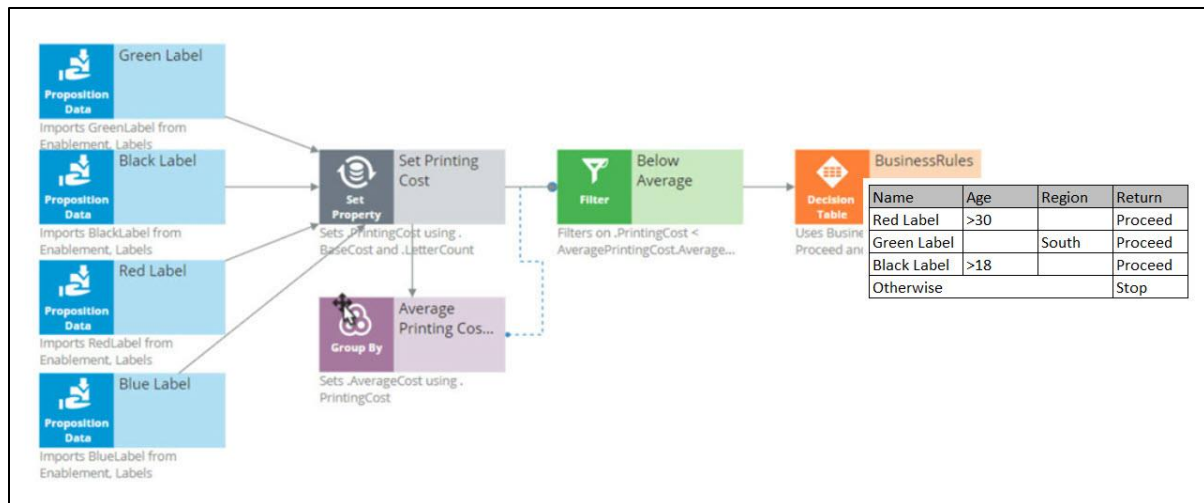 Green Label
Proposition
Data
Imports GreenLabel from
Enablement, Labels
Black Label
Proposition
Data
Imports BlackLabel from
Enablement, Labels
Red Label
Proposition
Data
Imports RedLabel from
Enablement, Labels
Blue Label
Proposition
Data
Imports BlueLabel from
Enablement, Labels
Set Printing
Cost
Set
Property
Sets .PrintingCost using .
BaseCost and .LetterCount
Average
Printing Cos...
Group By
Sets .AverageCost using .
PrintingCost
Below
Average
Filter
Filters on .PrintingCost <
AveragePrintingCost.Average...
BusinessRules
Decision
Table
Uses Busine
Proceed an
Name Age Region Return
Red Label >30 Proceed
Green Label South Proceed
Black Label >18 Proceed
Otherwise Stop